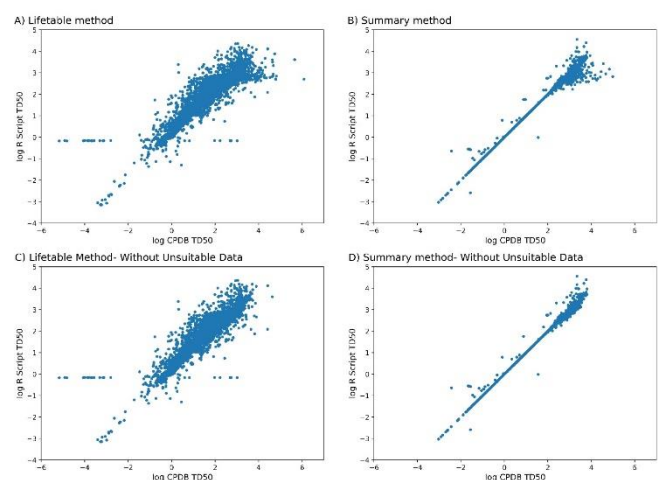 A) Lifetable method
5
4
3
2
1
0
−1
−2
−3
−4
log R Script TD50
−6 −4 −2 0 2 4 6
log CPDB TD50
B) Summary method
5
4
3
2
1
0
−1
−2
−3
−4
log R Script TD50
−6 −4 −2 0 2 4 6
log CPDB TD50
C) Lifetable Method- Without Unsuitable Data
5
4
3
2
1
0
−1
−2
−3
−4
log R Script TD50
−6 −4 −2 0 2 4 6
log CPDB TD50
D) Summary method- Without Unsuitable Data
5
4
3
2
1
0
−1
−2
−3
−4
log R Script TD50
−6 −4 −2 0 2 4 6
log CPDB TD50